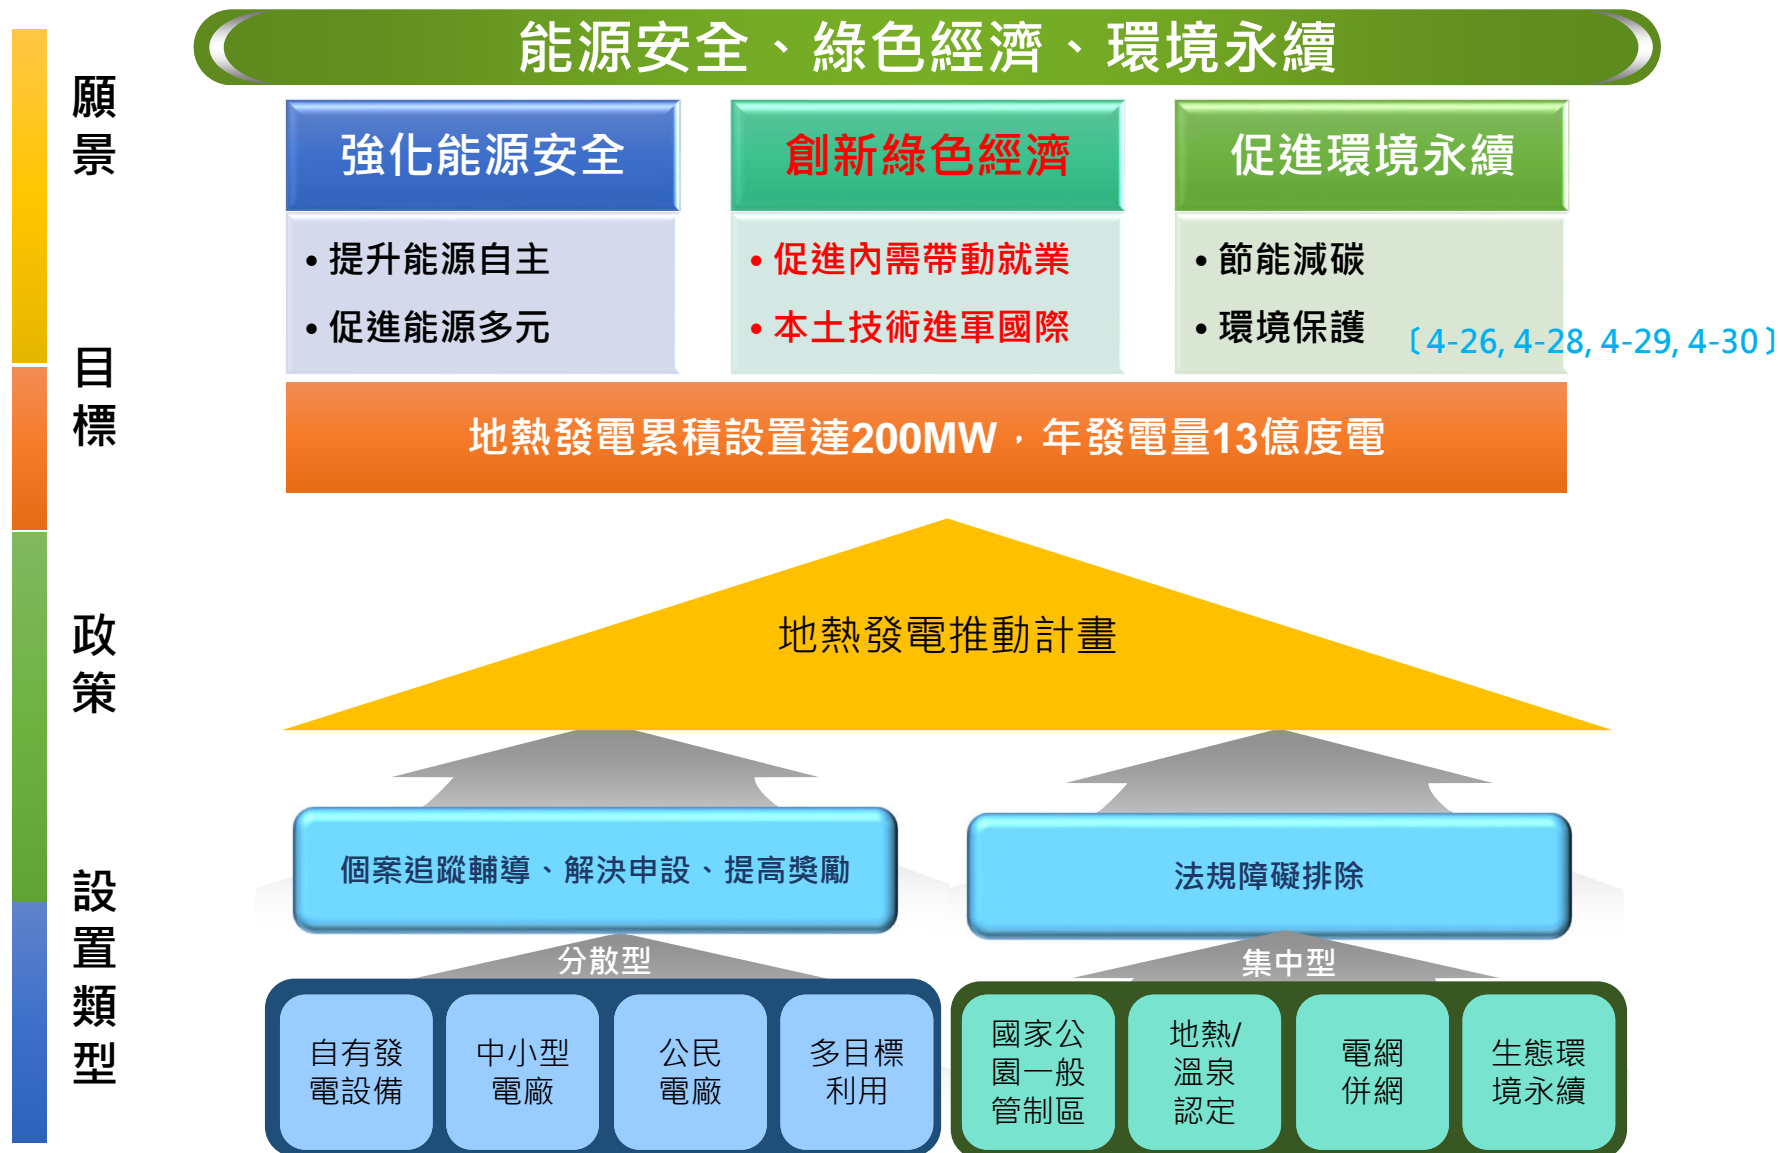 能源安全、綠色經濟、環境永續
願景
強化能源安全
• 提升能源自主
• 促進能源多元
創新綠色經濟
• 促進內需帶動就業
• 本土技術進軍國際
促進環境永續
• 節能減碳
• 環境保護
〔4-26, 4-28, 4-29, 4-30〕
目標
地熱發電累積設置達200MW，年發電量13億度電
政策
地熱發電推動計畫
個案追蹤輔導、解決申設、提高獎勵
法規障礙排除
設置類型
分散型
自有發
電設備
中小型
電廠
公民
電廠
多目標
利用
集中型
國家公
園一般
管制區
地熱/
溫泉
認定
電網
併網
生態環
境永續